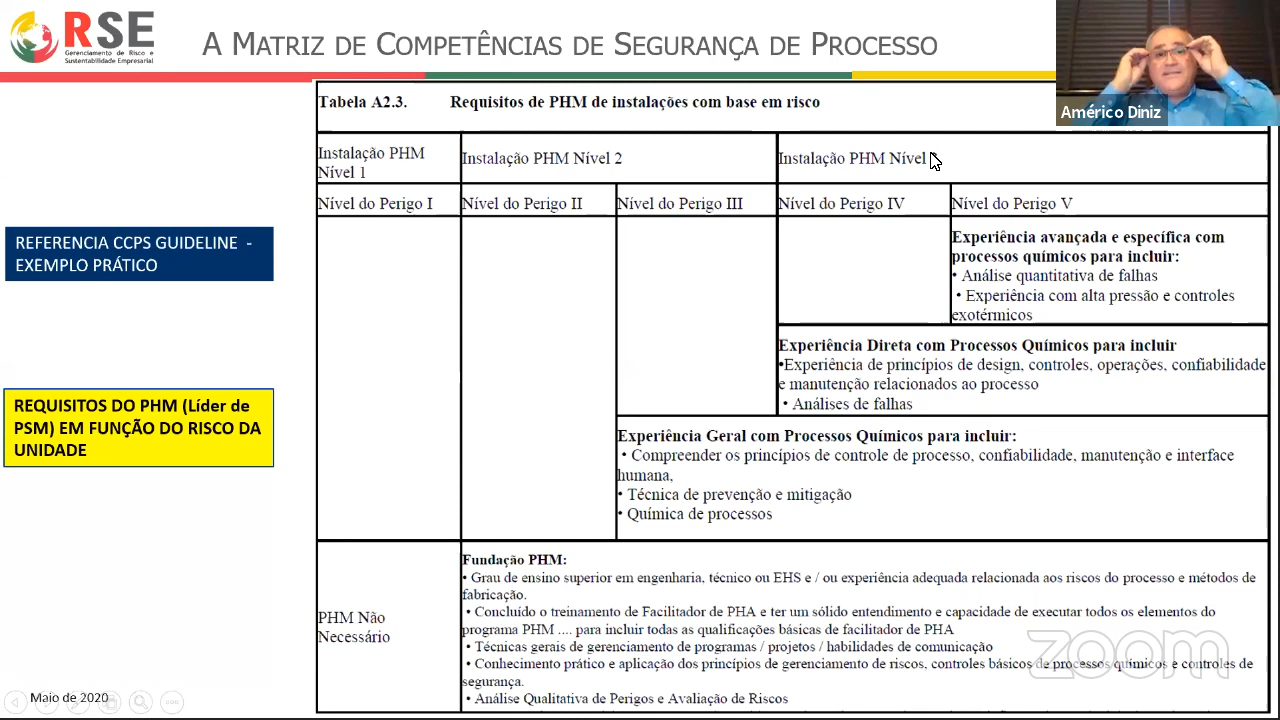 RSE
Gerenciamento de Risco e
Sustentabilidade Empresarial
A MATRIZ DE COMPETÊNCIAS DE SEGURANÇA DE PROCESSO
Américo Diniz
Tabela A2.3. Requisitos de PHM de instalações com base em risco
Instalação PHM
Nível 1
Instalação PHM Nível 2
Instalação PHM Nível
Nível do Perigo I
Nível do Perigo II
Nível do Perigo III
Nível do Perigo IV
Nível do Perigo V
REFERENCIA CCPS GUIDELINE -
EXEMPLO PRÁTICO
Experiência avançada e específica com
processos químicos para incluir:
• Análise quantitativa de falhas
• Experiência com alta pressão e controles
exotérmicos
Experiência Direta com Processos Químicos para incluir
•Experiência de princípios de design, controles, operações, confiabilidade
e manutenção relacionados ao processo
• Análises de falhas
REQUISITOS DO PHM (Líder de
PSM) EM FUNÇÃO DO RISCO DA
UNIDADE
Experiência Geral com Processos Químicos para incluir:
• Compreender os princípios de controle de processo, confiabilidade, manutenção e interface
humana,
• Técnica de prevenção e mitigação
• Química de processos
PHM Não
Necessário
Fundação PHM:
• Grau de ensino superior em engenharia, técnico ou EHS e / ou experiência adequada relacionada aos riscos do processo e métodos de
fabricação.
• Concluído o treinamento de Facilitador de PHA e ter um sólido entendimento e capacidade de executar todos os elementos do
programa PHM .... para incluir todas as qualificações básicas de facilitador de PHA
• Técnicas gerais de gerenciamento de programas / projetos / habilidades de comunicação
• Conhecimento prático e aplicação dos princípios de gerenciamento de riscos, controles básicos de processos químicos e controles de
segurança.
• Análise Qualitativa de Perigos e Avaliação de Riscos
zoom
Maio de 2020